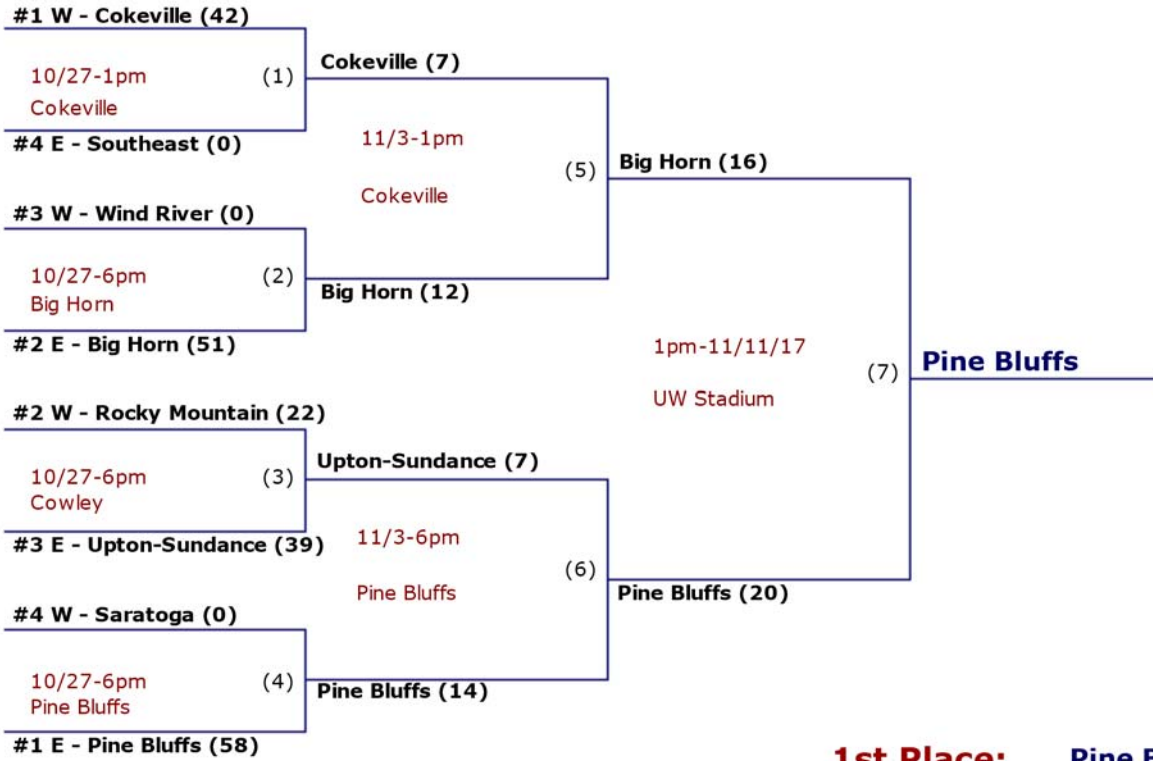 #1 W - Cokeville (42)
10/27-1pm (1)
Cokeville
#4 E - Southeast (0)
Cokeville (7)
11/3-1pm
(5)
Cokeville
#3 W - Wind River (0)
10/27-6pm (2)
Big Horn
#2 E - Big Horn (51)
Big Horn (12)
Big Horn (16)
1pm-11/11/17
(7)
UW Stadium
Pine Bluffs
#2 W - Rocky Mountain (22)
10/27-6pm (3)
Cowley
#3 E - Upton-Sundance (39)
Upton-Sundance (7)
11/3-6pm
(6)
Pine Bluffs
#4 W - Saratoga (0)
10/27-6pm (4)
Pine Bluffs
#1 E - Pine Bluffs (58)
Pine Bluffs (14)
Pine Bluffs (20)
1st Place: Pine